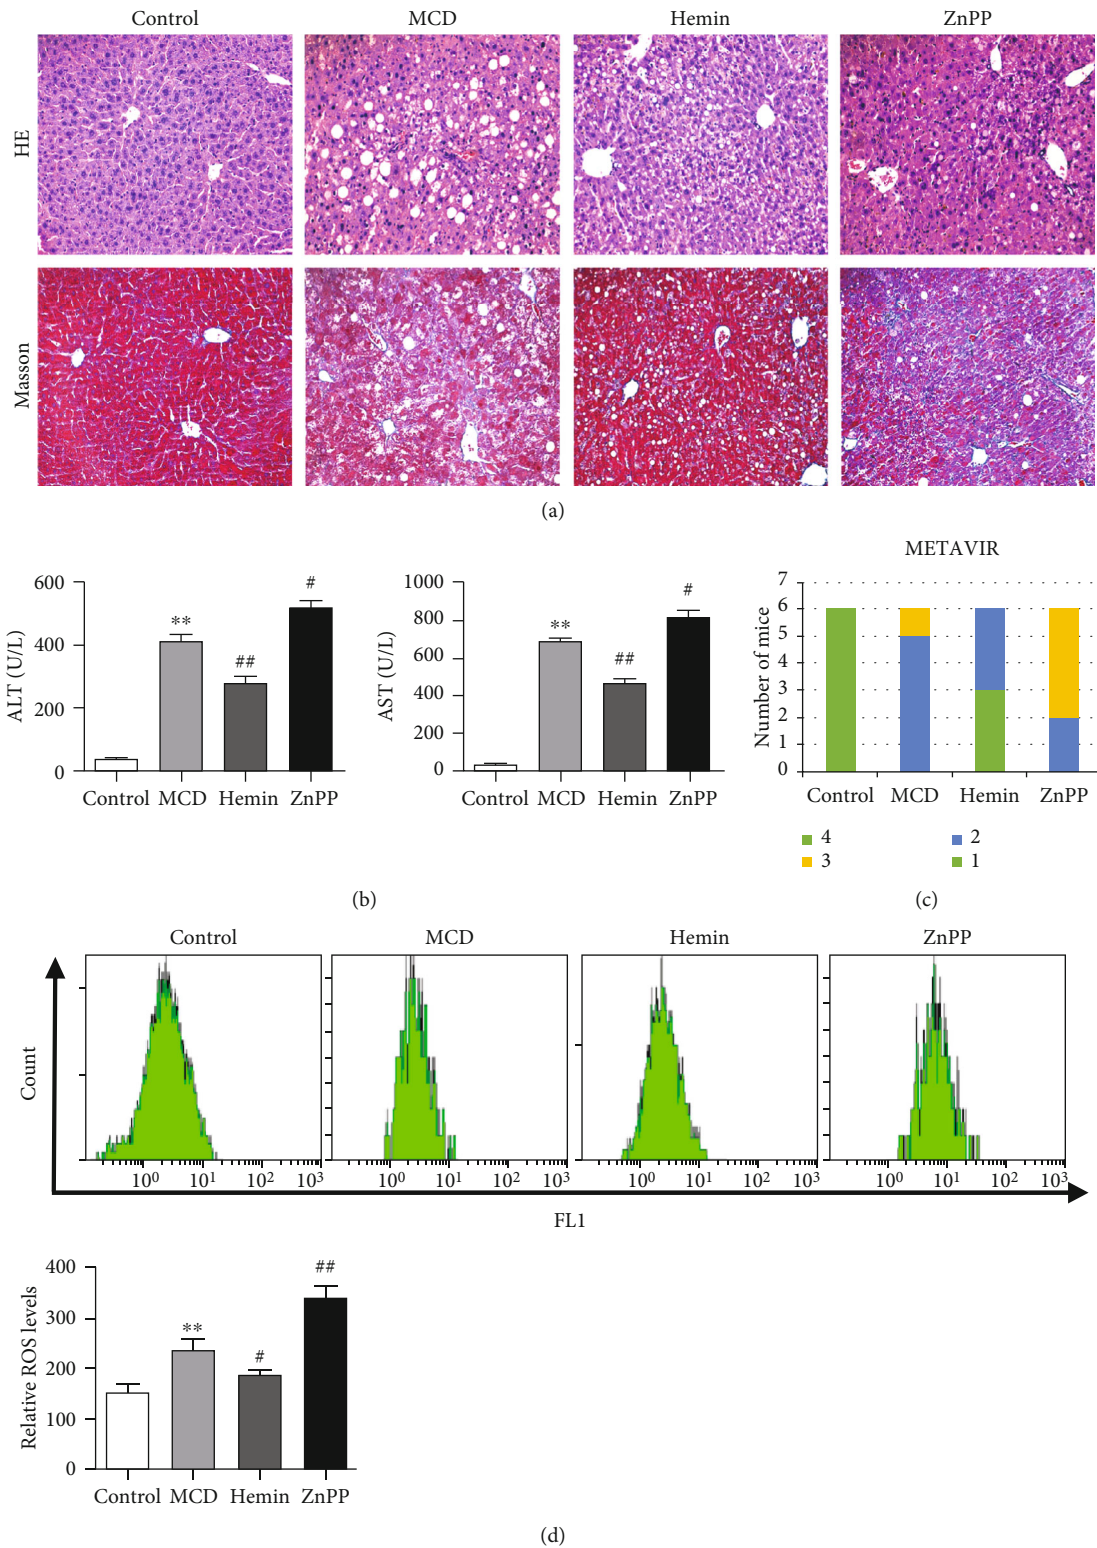 Control MCD Hemin ZnPP
HE
Masson
(a)
600
400
200
0
ALT (U/L)
**
##
#
Control MCD Hemin ZnPP
1000
800
600
400
200
0
AST (U/L)
**
##
#
Control MCD Hemin ZnPP
(b)
METAVIR
7
6
5
4
3
2
1
0
Number of mice
Control MCD Hemin ZnPP
4 2
3 1
(c)
Control MCD Hemin ZnPP
Count
10⁰ 10¹ 10² 10³ 10⁰ 10¹ 10² 10³ 10⁰ 10¹ 10² 10³ 10⁰ 10¹ 10² 10³
FL1
400
300
200
100
0
Relative ROS levels
**
#
##
Control MCD Hemin ZnPP
(d)